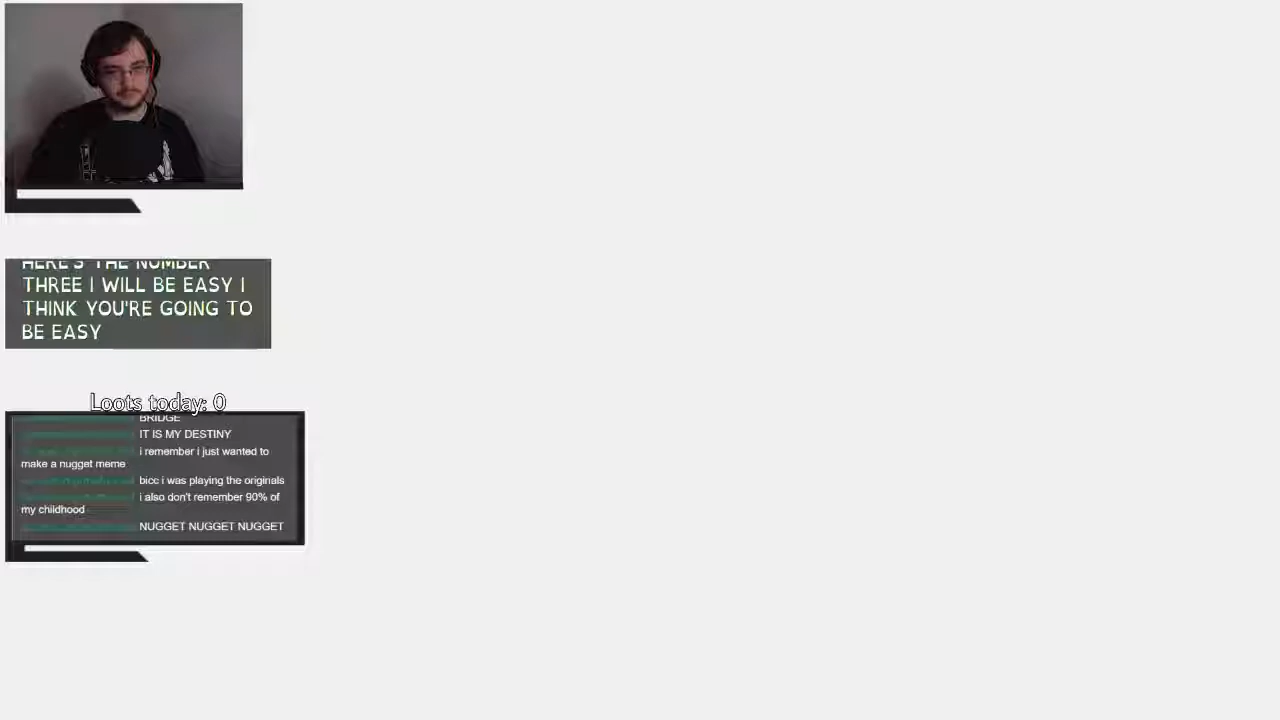 HERE'S THE NUMBER
THREE I WILL BE EASY I
THINK YOU'RE GOING TO
BE EASY
Loots today: 0
BRIDGE
IT IS MY DESTINY
i remember i just wanted to
make a nugget meme
bicc i was playing the originals
i also don't remember 90% of
my childhood
NUGGET NUGGET NUGGET